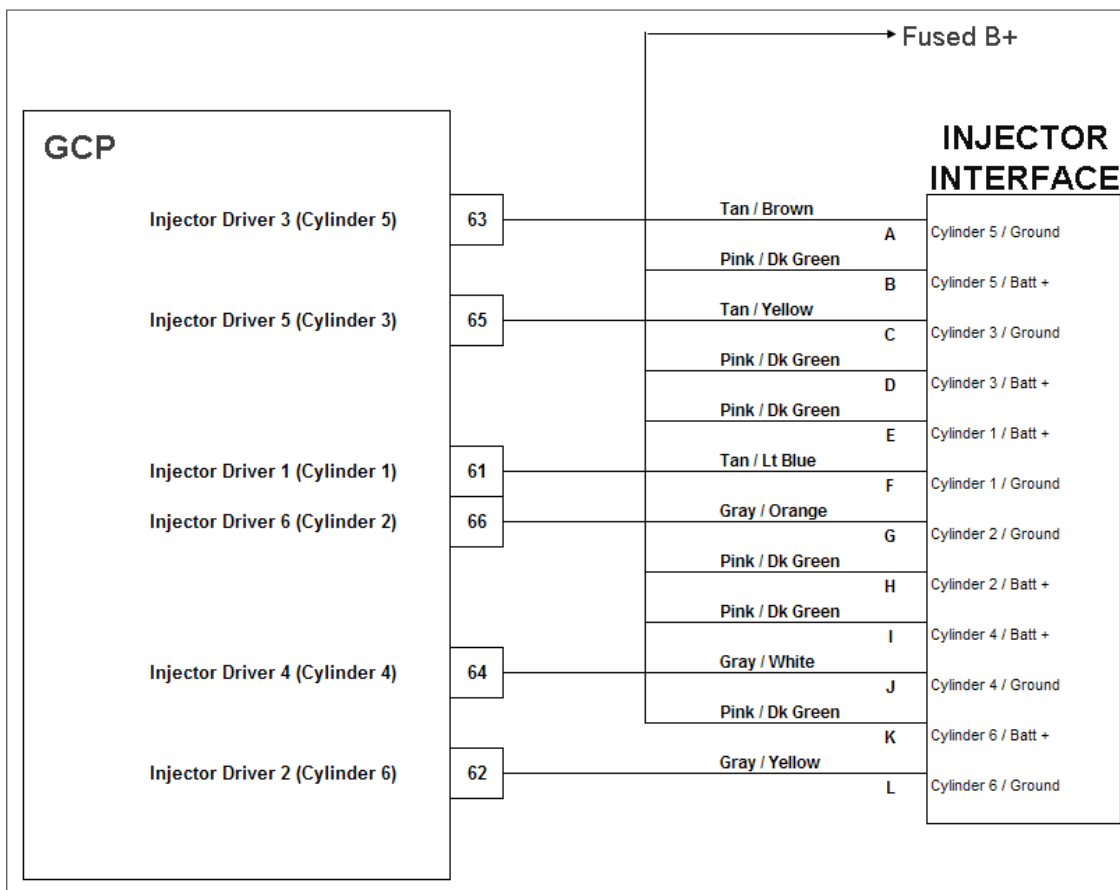 Fused B+
GCP
INJECTOR
INTERFACE
Injector Driver 3 (Cylinder 5) 63 Tan / Brown A Cylinder 5 / Ground
Pink / Dk Green B Cylinder 5 / Batt +
Injector Driver 5 (Cylinder 3) 65 Tan / Yellow C Cylinder 3 / Ground
Pink / Dk Green D Cylinder 3 / Batt +
Pink / Dk Green E Cylinder 1 / Batt +
Injector Driver 1 (Cylinder 1) 61 Tan / Lt Blue F Cylinder 1 / Ground
Injector Driver 6 (Cylinder 2) 66 Gray / Orange G Cylinder 2 / Ground
Pink / Dk Green H Cylinder 2 / Batt +
Pink / Dk Green I Cylinder 4 / Batt +
Injector Driver 4 (Cylinder 4) 64 Gray / White J Cylinder 4 / Ground
Pink / Dk Green K Cylinder 6 / Batt +
Injector Driver 2 (Cylinder 6) 62 Gray / Yellow L Cylinder 6 / Ground